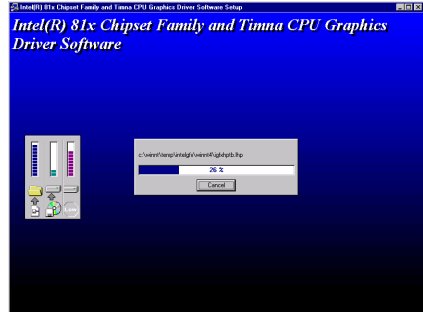 Intel(R) 81x Chipset Family and Timna CPU Graphics Driver Software Setup
Intel(R) 81x Chipset Family and Timna CPU Graphics
Driver Software
c:\winnt\temp\intelgfx\winnt4\igfxhptb.lhp
26 %
Cancel